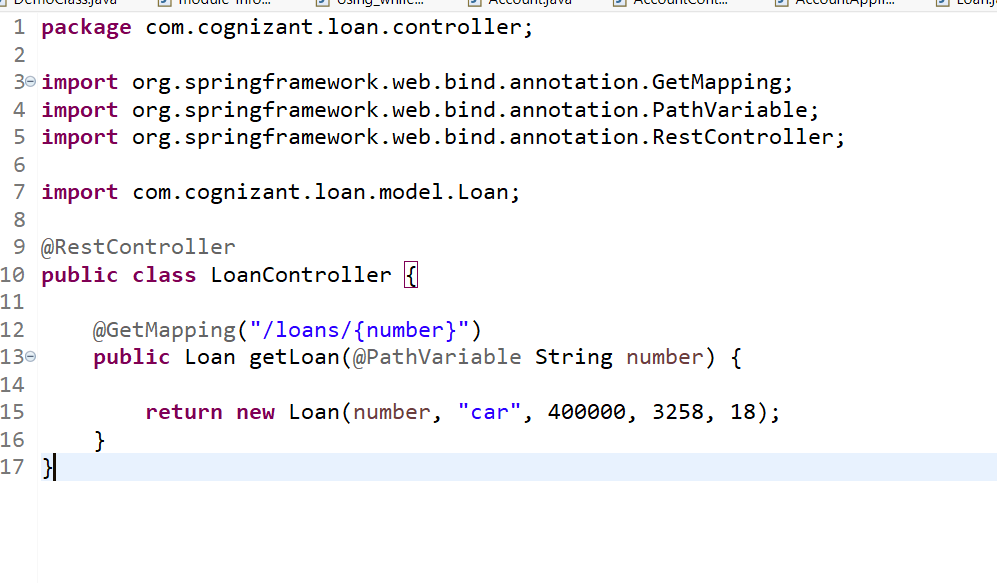 1 package com.cognizant.loan.controller;
2
3 import org.springframework.web.bind.annotation.GetMapping;
4 import org.springframework.web.bind.annotation.PathVariable;
5 import org.springframework.web.bind.annotation.RestController;
6
7 import com.cognizant.loan.model.Loan;
8
9 @RestController
10 public class LoanController {
11
12     @GetMapping("/loans/{number}")
13     public Loan getLoan(@PathVariable String number) {
14
15         return new Loan(number, "car", 400000, 3258, 18);
16     }
17 }